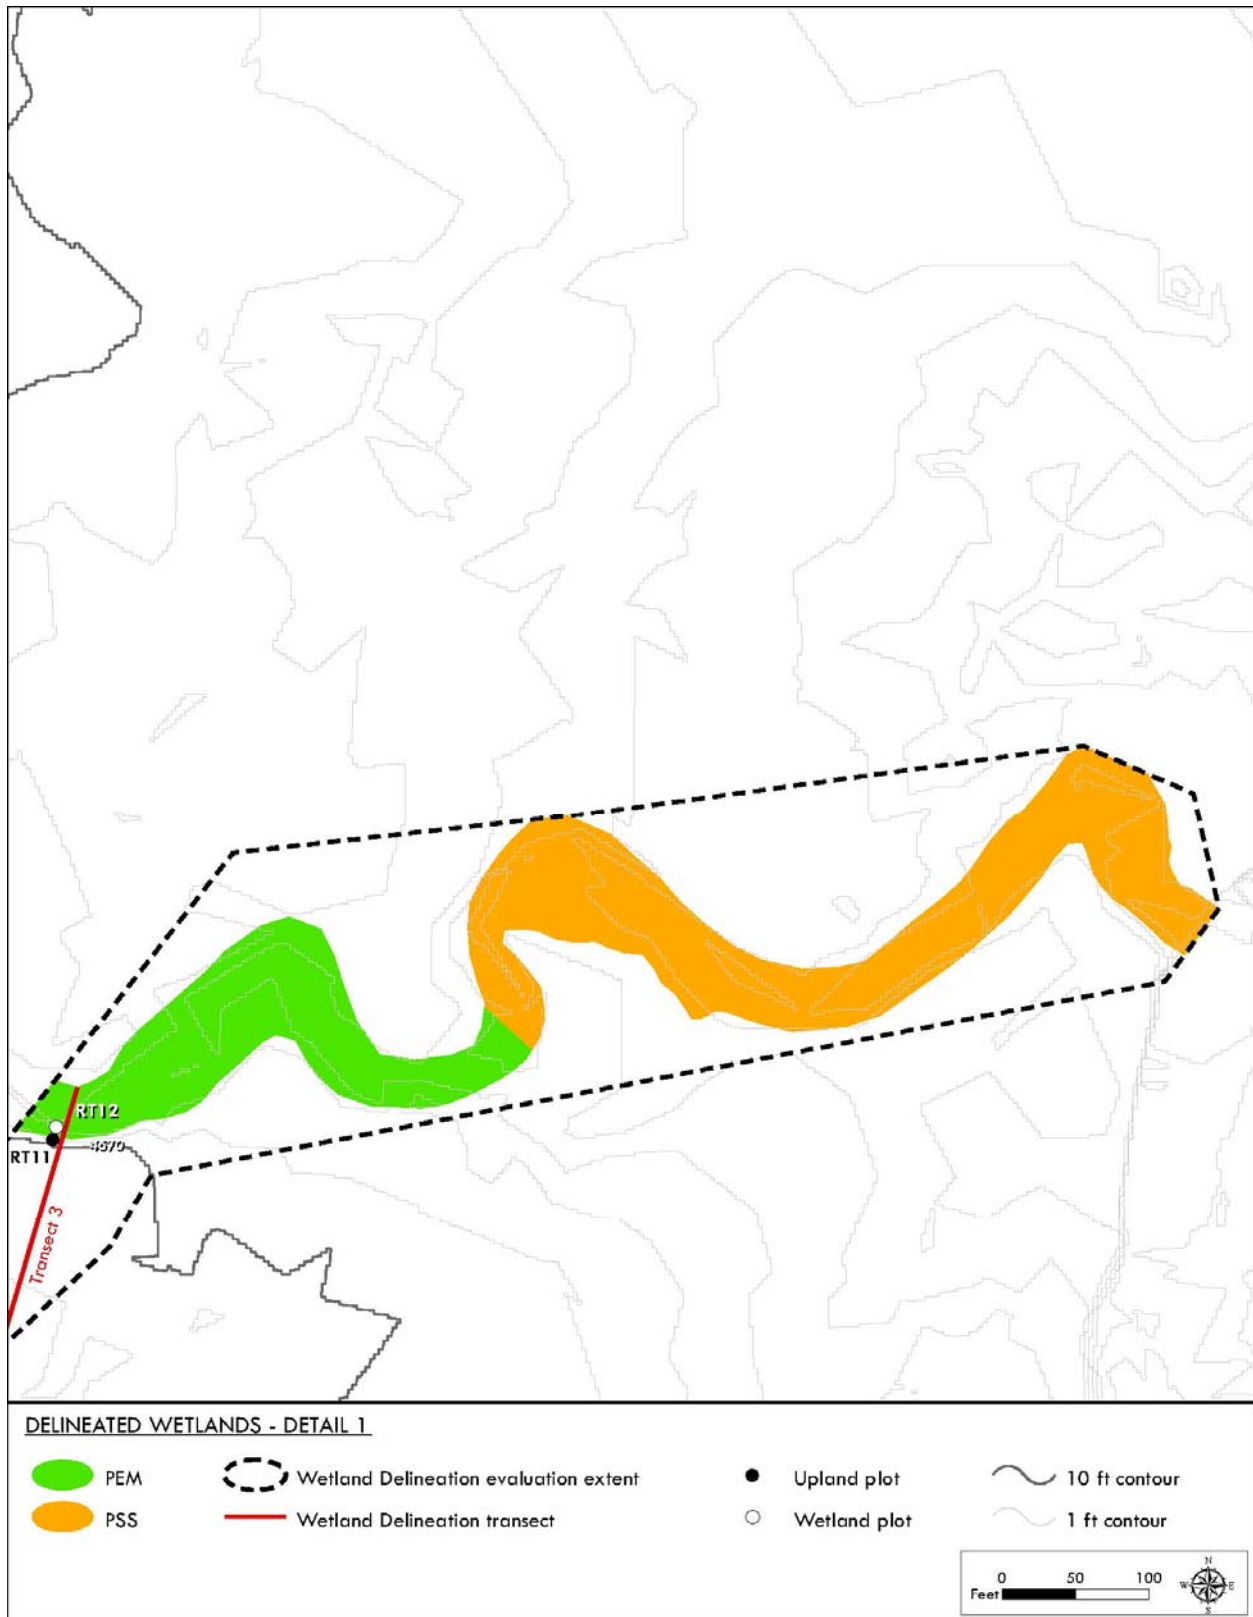 RT12
4670
RT11
Transect 3
DELINEATED WETLANDS - DETAIL 1
PEM
Wetland Delineation evaluation extent
Upland plot
10 ft contour
PSS
Wetland Delineation transect
Wetland plot
1 ft contour
0 50 100
Feet
N
W E
S